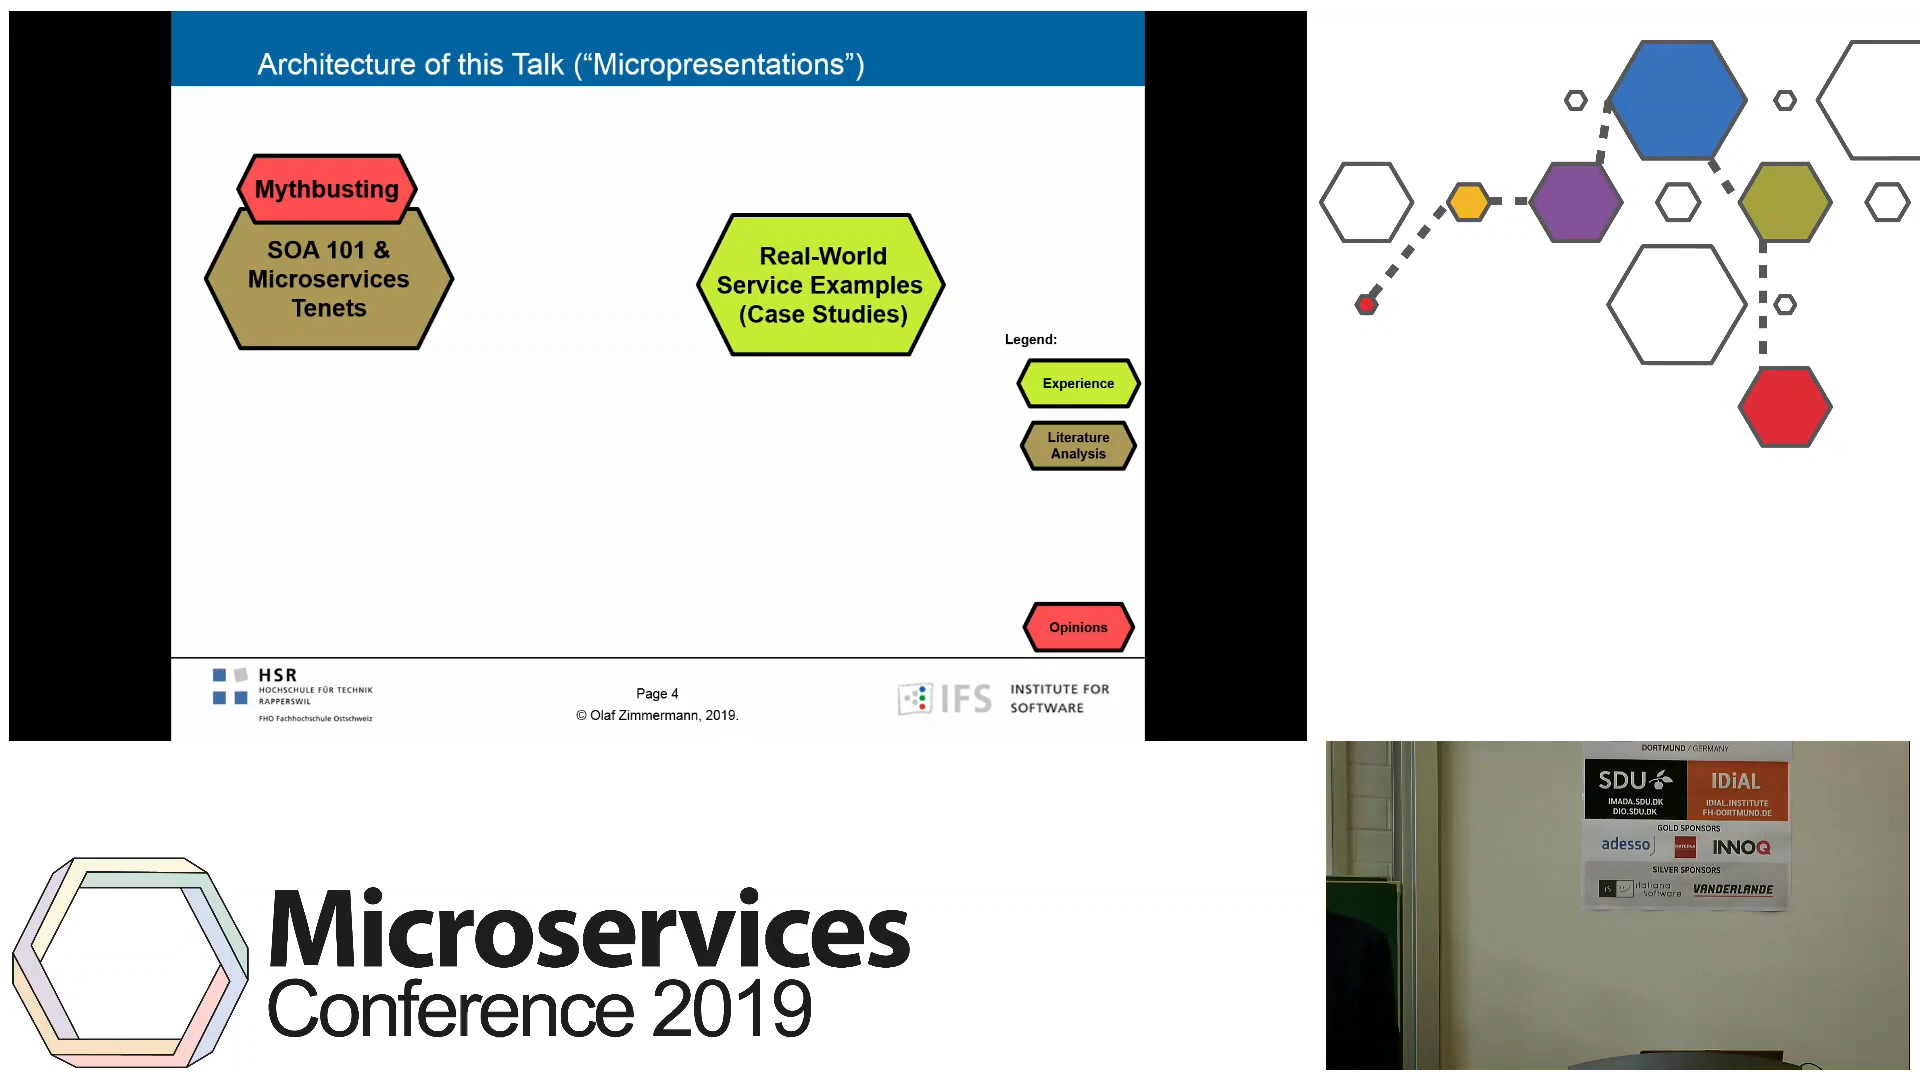 Architecture of this Talk (“Micropresentations”)
Mythbusting
SOA 101 &
Microservices
Tenets
Real-World
Service Examples
(Case Studies)
Legend:
Experience
Literature
Analysis
Opinions
HSR
HOCHSCHULE FÜR TECHNIK
RAPPERSWIL
FHO Fachhochschule Ostschweiz
Page 4
© Olaf Zimmermann, 2019.
IFS
INSTITUTE FOR
SOFTWARE
DORTMUND / GERMANY
SDU
IMADA.SDU.DK
DIO.SDU.DK
IDiAL
IDIAL.INSTITUTE
FH-DORTMUND.DE
GOLD SPONSORS
adesso
INNOQ
SILVER SPONSORS
italiana
Software
VANDERLANDE
Microservices
Conference 2019